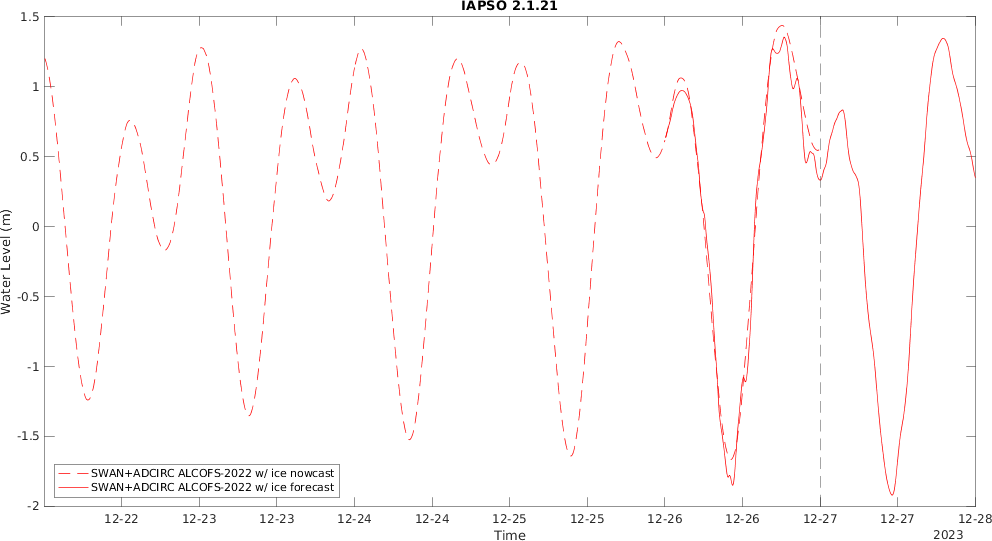 IAPSO 2.1.21
1.5
1
0.5
0
-0.5
-1
-1.5
-2
Water Level (m)
SWAN+ADCIRC ALCOFS-2022 w/ ice nowcast
SWAN+ADCIRC ALCOFS-2022 w/ ice forecast
12-22 12-23 12-23 12-24 12-24 12-25 12-25 12-26 12-26 12-27 12-27 12-28
Time
2023